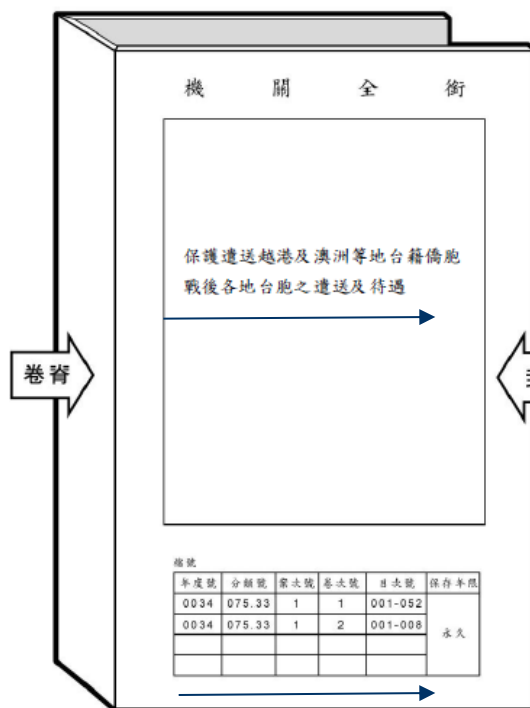 機關全銜
保護遣送越港及澳洲等地台籍僑胞
戰後各地台胞之遣送及待遇
卷脊
檔號
年度號 分類號 案次號 卷次號 目次號 保存年限
0034 075.33 1 1 001-052 永久
0034 075.33 1 2 001-008